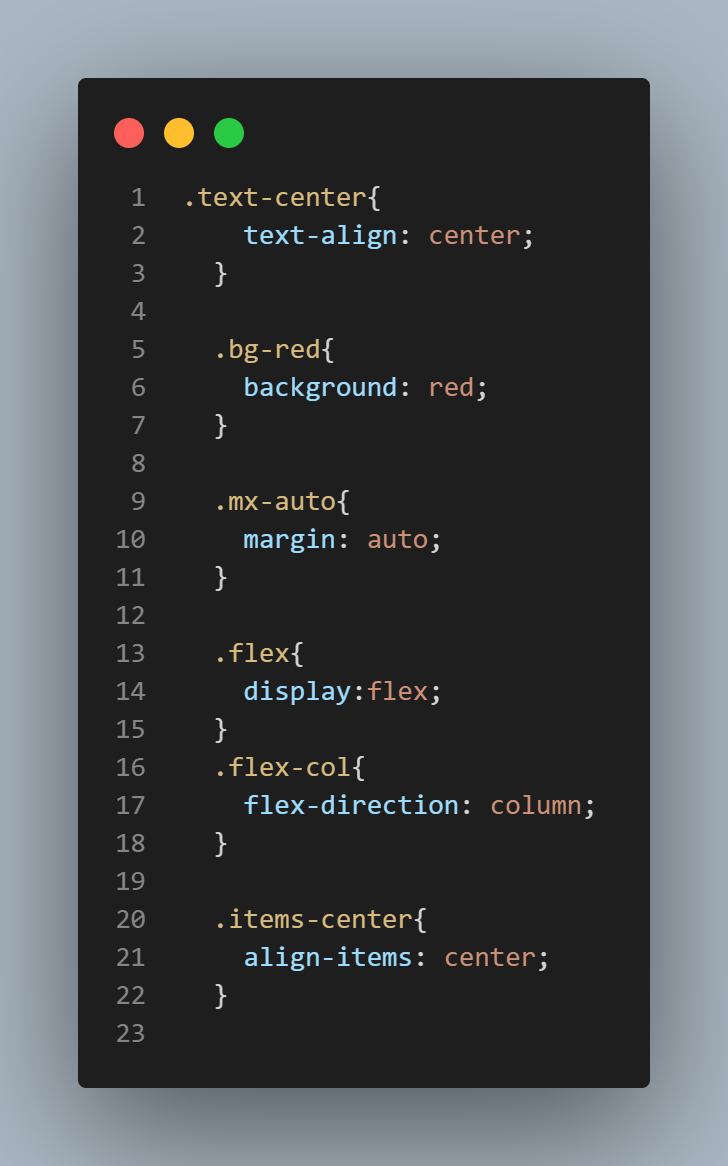 1 .text-center{
2     text-align: center;
3   }
4
5   .bg-red{
6     background: red;
7   }
8
9   .mx-auto{
10     margin: auto;
11   }
12
13   .flex{
14     display:flex;
15   }
16   .flex-col{
17     flex-direction: column;
18   }
19
20   .items-center{
21     align-items: center;
22   }
23